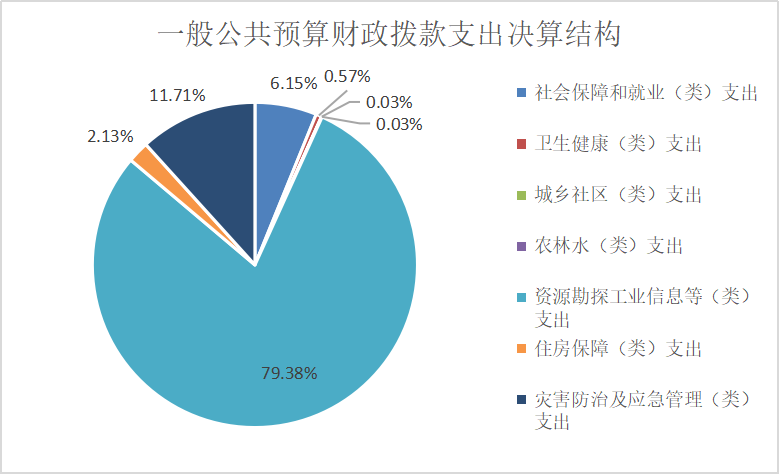 一般公共预算财政拨款支出决算结构
6.15%
0.57%
0.03%
0.03%
11.71%
2.13%
79.38%
社会保障和就业（类）支出
卫生健康（类）支出
城乡社区（类）支出
农林水（类）支出
资源勘探工业信息等（类）
支出
住房保障（类）支出
灾害防治及应急管理（类）
支出